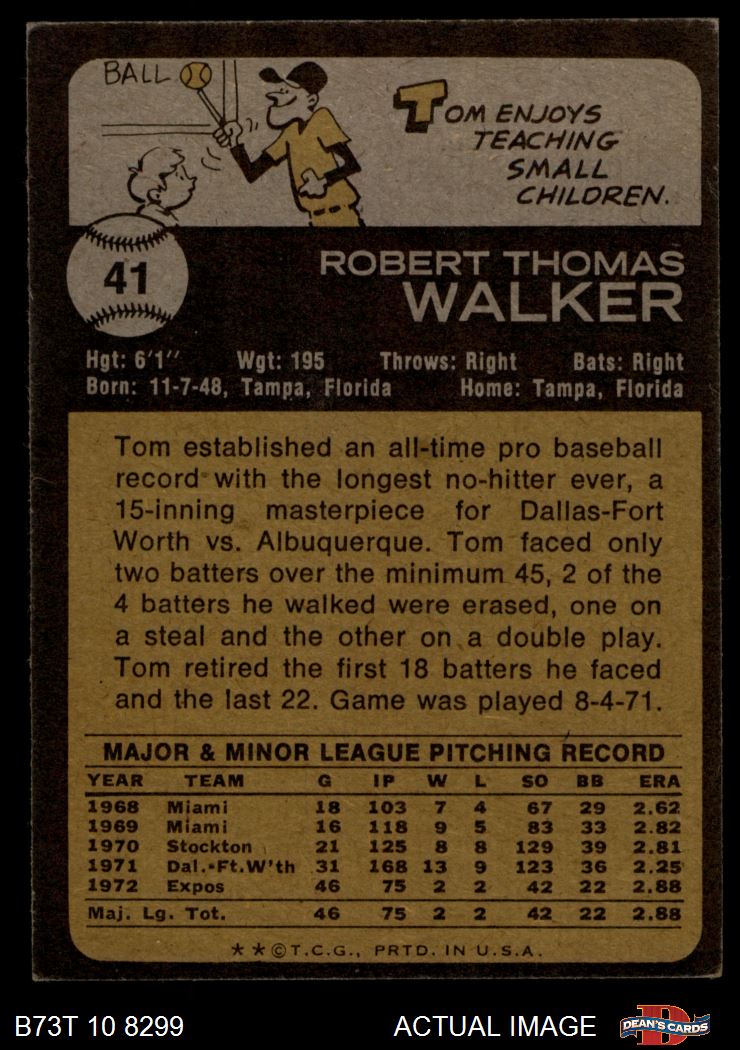 BALL
TOM ENJOYS
TEACHING
SMALL
CHILDREN.
41
ROBERT THOMAS
WALKER
Hgt: 6'1" Wgt: 195 Throws: Right Bats: Right
Born: 11-7-48, Tampa, Florida Home: Tampa, Florida
Tom established an all-time pro baseball
record with the longest no-hitter ever, a
15-inning masterpiece for Dallas-Fort
Worth vs. Albuquerque. Tom faced only
two batters over the minimum 45, 2 of the
4 batters he walked were erased, one on
a steal and the other on a double play.
Tom retired the first 18 batters he faced
and the last 22. Game was played 8-4-71.
MAJOR & MINOR LEAGUE PITCHING RECORD
YEAR TEAM G IP W L SO BB ERA
1968 Miami 18 103 7 4 67 29 2.62
1969 Miami 16 118 9 5 83 33 2.82
1970 Stockton 21 125 8 8 129 39 2.81
1971 Dal.-Ft.W'th 31 168 13 9 123 36 2.25
1972 Expos 46 75 2 2 42 22 2.88
Maj. Lg. Tot. 46 75 2 2 42 22 2.88
**©T.C.G., PRTD. IN U.S.A.
B73T 10 8299 ACTUAL IMAGE D DEAN'S CARDS